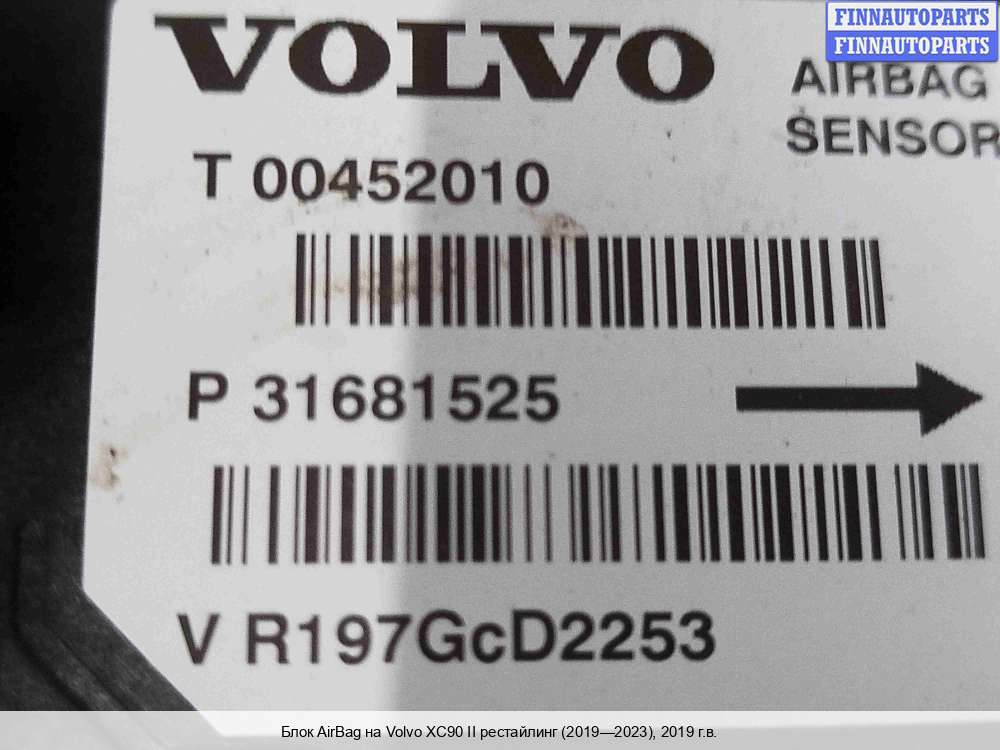 FINNAUTOPARTS
FINNAUTOPARTS
VOLVO
AIRBAG
SENSOR
T 00452010
P 31681525
V R197GcD2253
Блок AirBag на Volvo XC90 II рестайлинг (2019—2023), 2019 г.в.